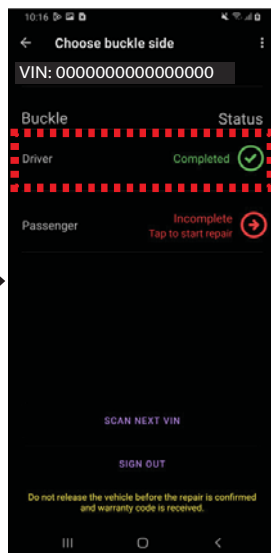 10:16
Choose buckle side
VIN: 0000000000000000
Buckle Status
Driver Completed
Passenger Incomplete
Tap to start repair
SCAN NEXT VIN
SIGN OUT
Do not release the vehicle before the repair is confirmed
and warranty code is received.